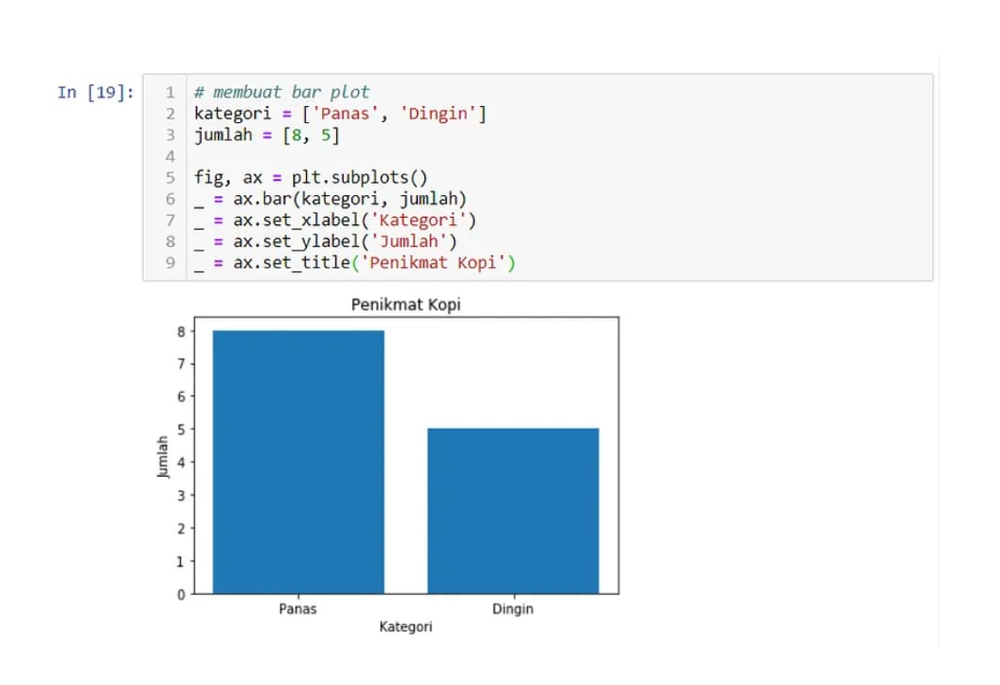 In [19]:
1 # membuat bar plot
2 kategori = ['Panas', 'Dingin']
3 jumlah = [8, 5]
4
5 fig, ax = plt.subplots()
6 _ = ax.bar(kategori, jumlah)
7 _ = ax.set_xlabel('Kategori')
8 _ = ax.set_ylabel('Jumlah')
9 _ = ax.set_title('Penikmat Kopi')
Penikmat Kopi
8
7
6
5
4
3
2
1
0
Jumlah
Panas Dingin
Kategori